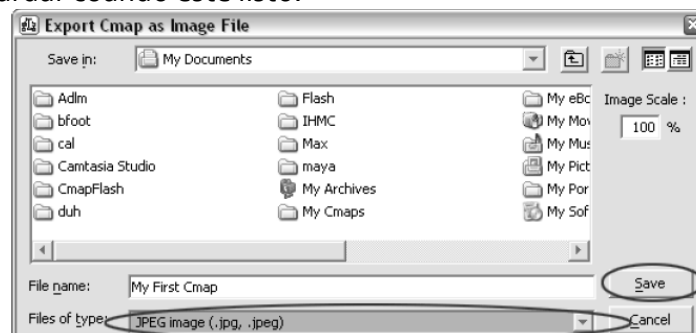 Export Cmap as Image File
Save in: My Documents
Adlm Flash My eBo
bfoot IHMC My Mov
cal Max My Mus
Camtasia Studio maya My Pict
CmapFlash My Archives My Por
duh My Cmaps My Sof
Image Scale :
100 %
File name: My First Cmap Save
Files of type: JPEG image (.jpg, .jpeg) Cancel